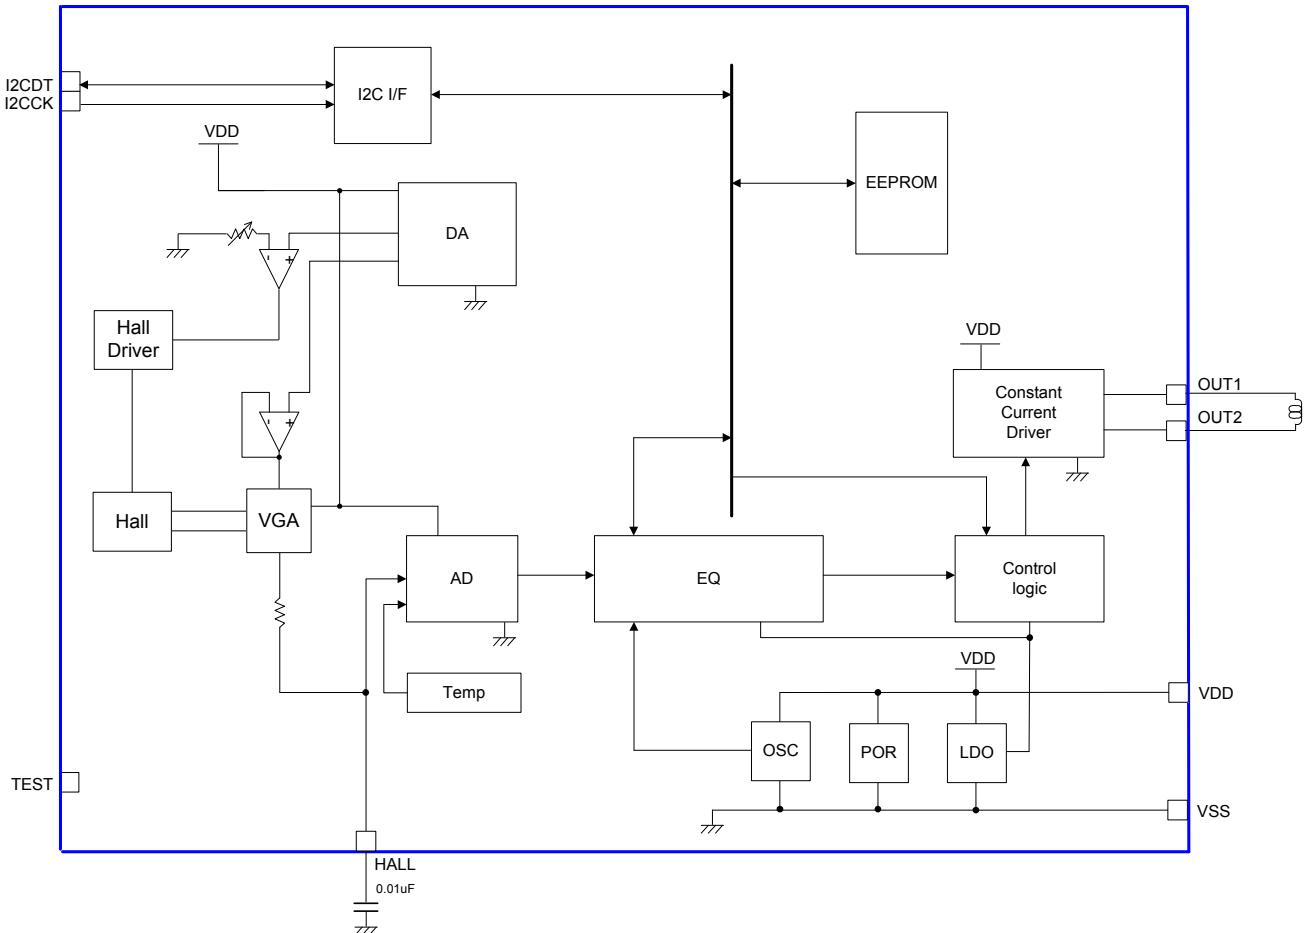 I2CDT
I2CCK
I2C I/F
VDD
EEPROM
DA
- +
Hall
Driver
VDD
Constant
Current
Driver
OUT1
OUT2
- +
Hall
VGA
AD
EQ
Control
logic
Temp
VDD
VDD
OSC
POR
LDO
TEST
VSS
HALL
0.01uF